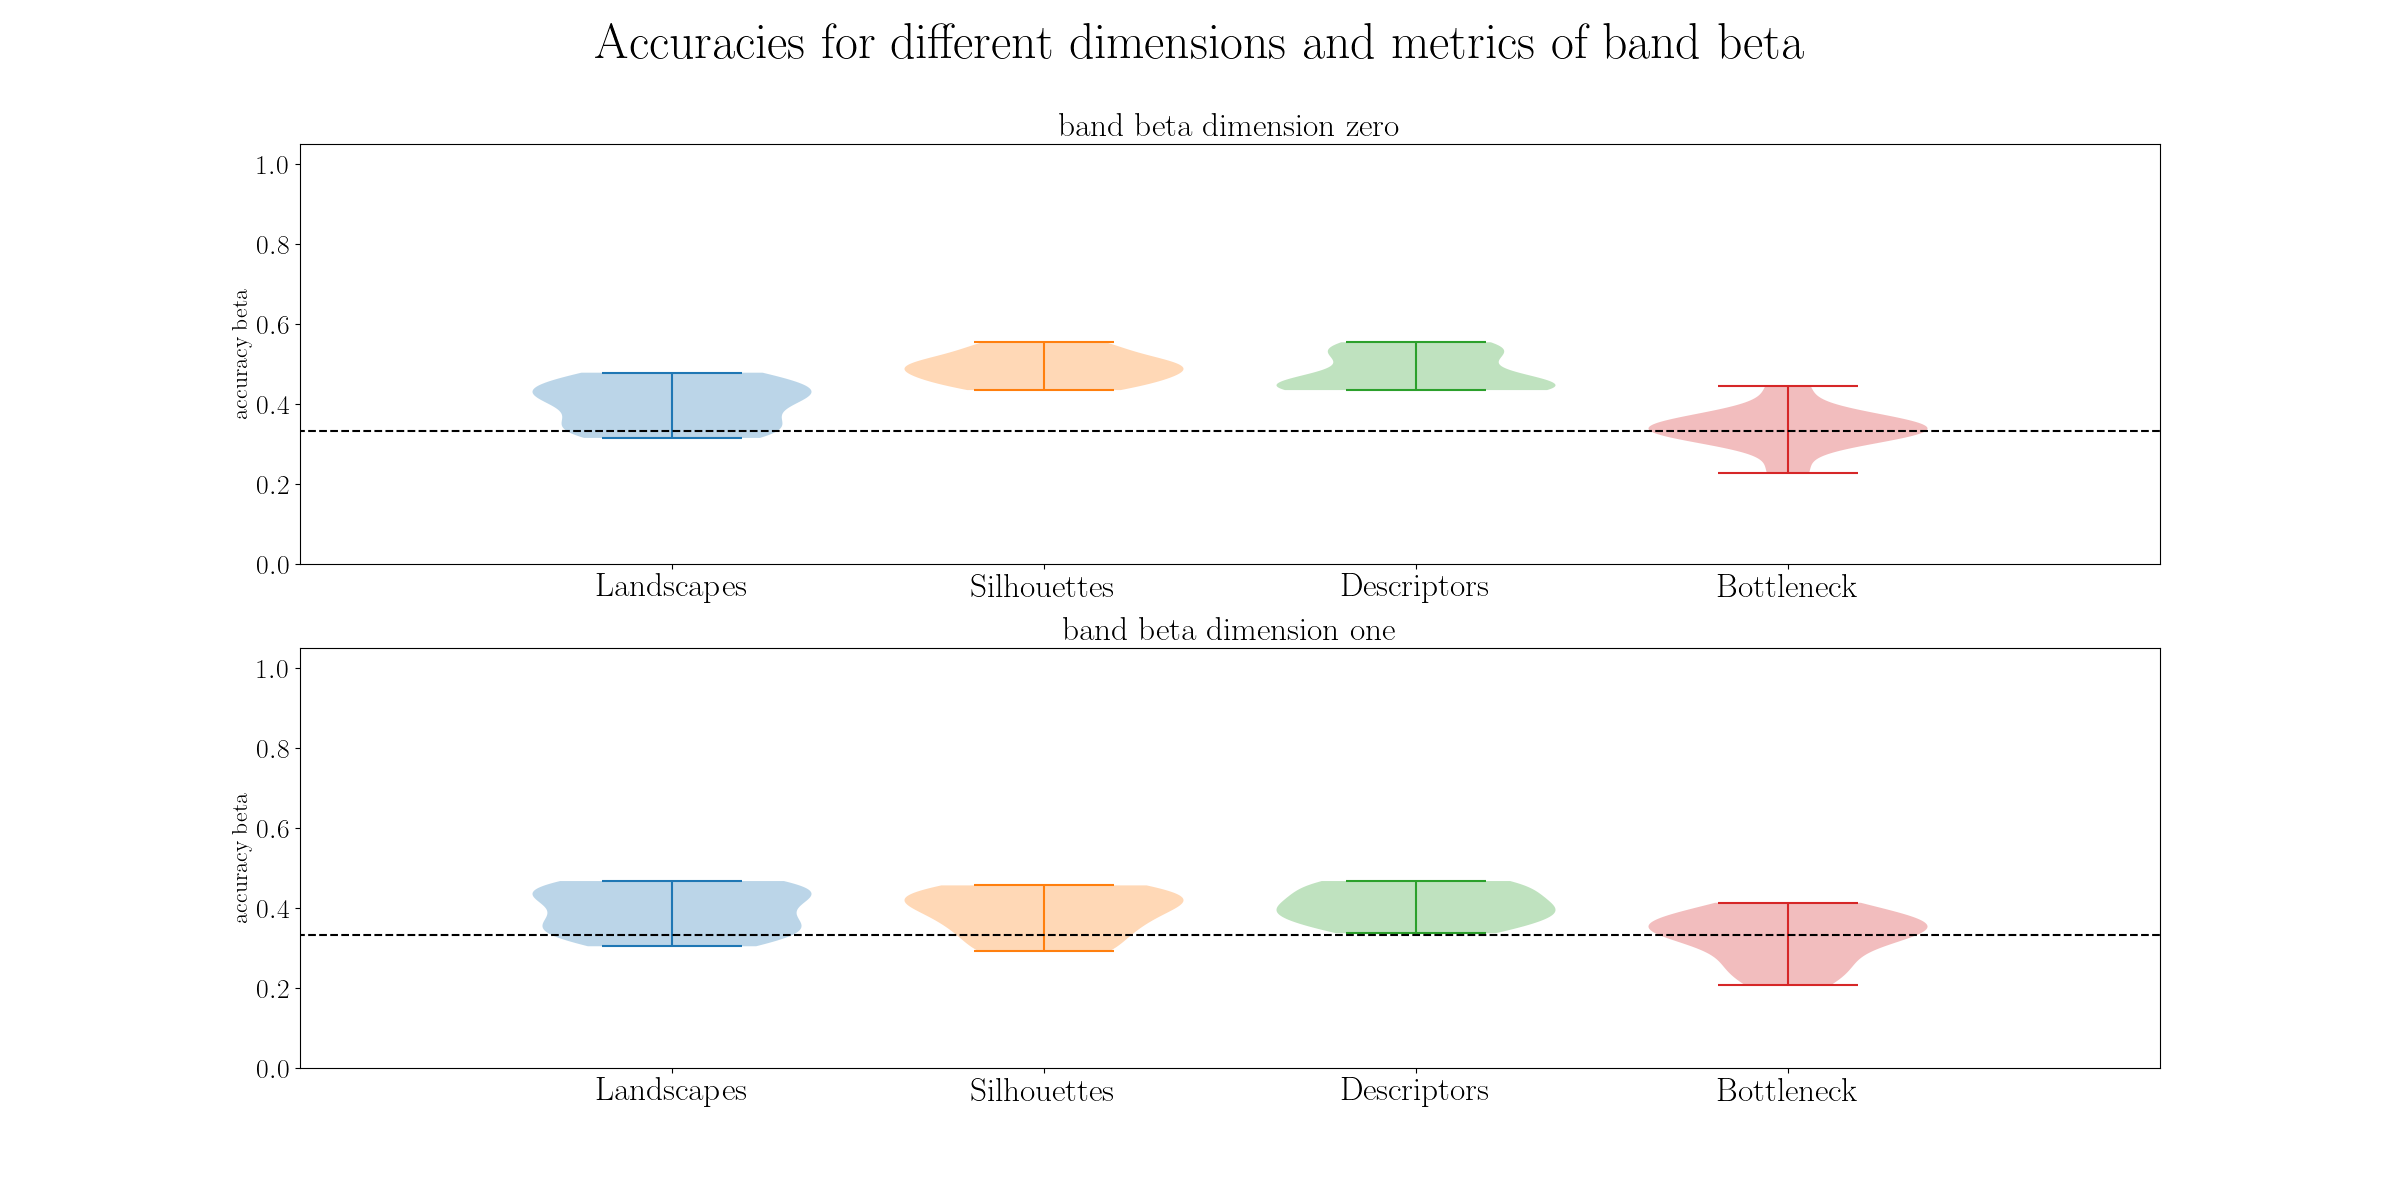 Accuracies for different dimensions and metrics of band beta
band beta dimension zero
accuracy beta
1.0
0.8
0.6
0.4
0.2
0.0
Landscapes Silhouettes Descriptors Bottleneck
band beta dimension one
accuracy beta
1.0
0.8
0.6
0.4
0.2
0.0
Landscapes Silhouettes Descriptors Bottleneck